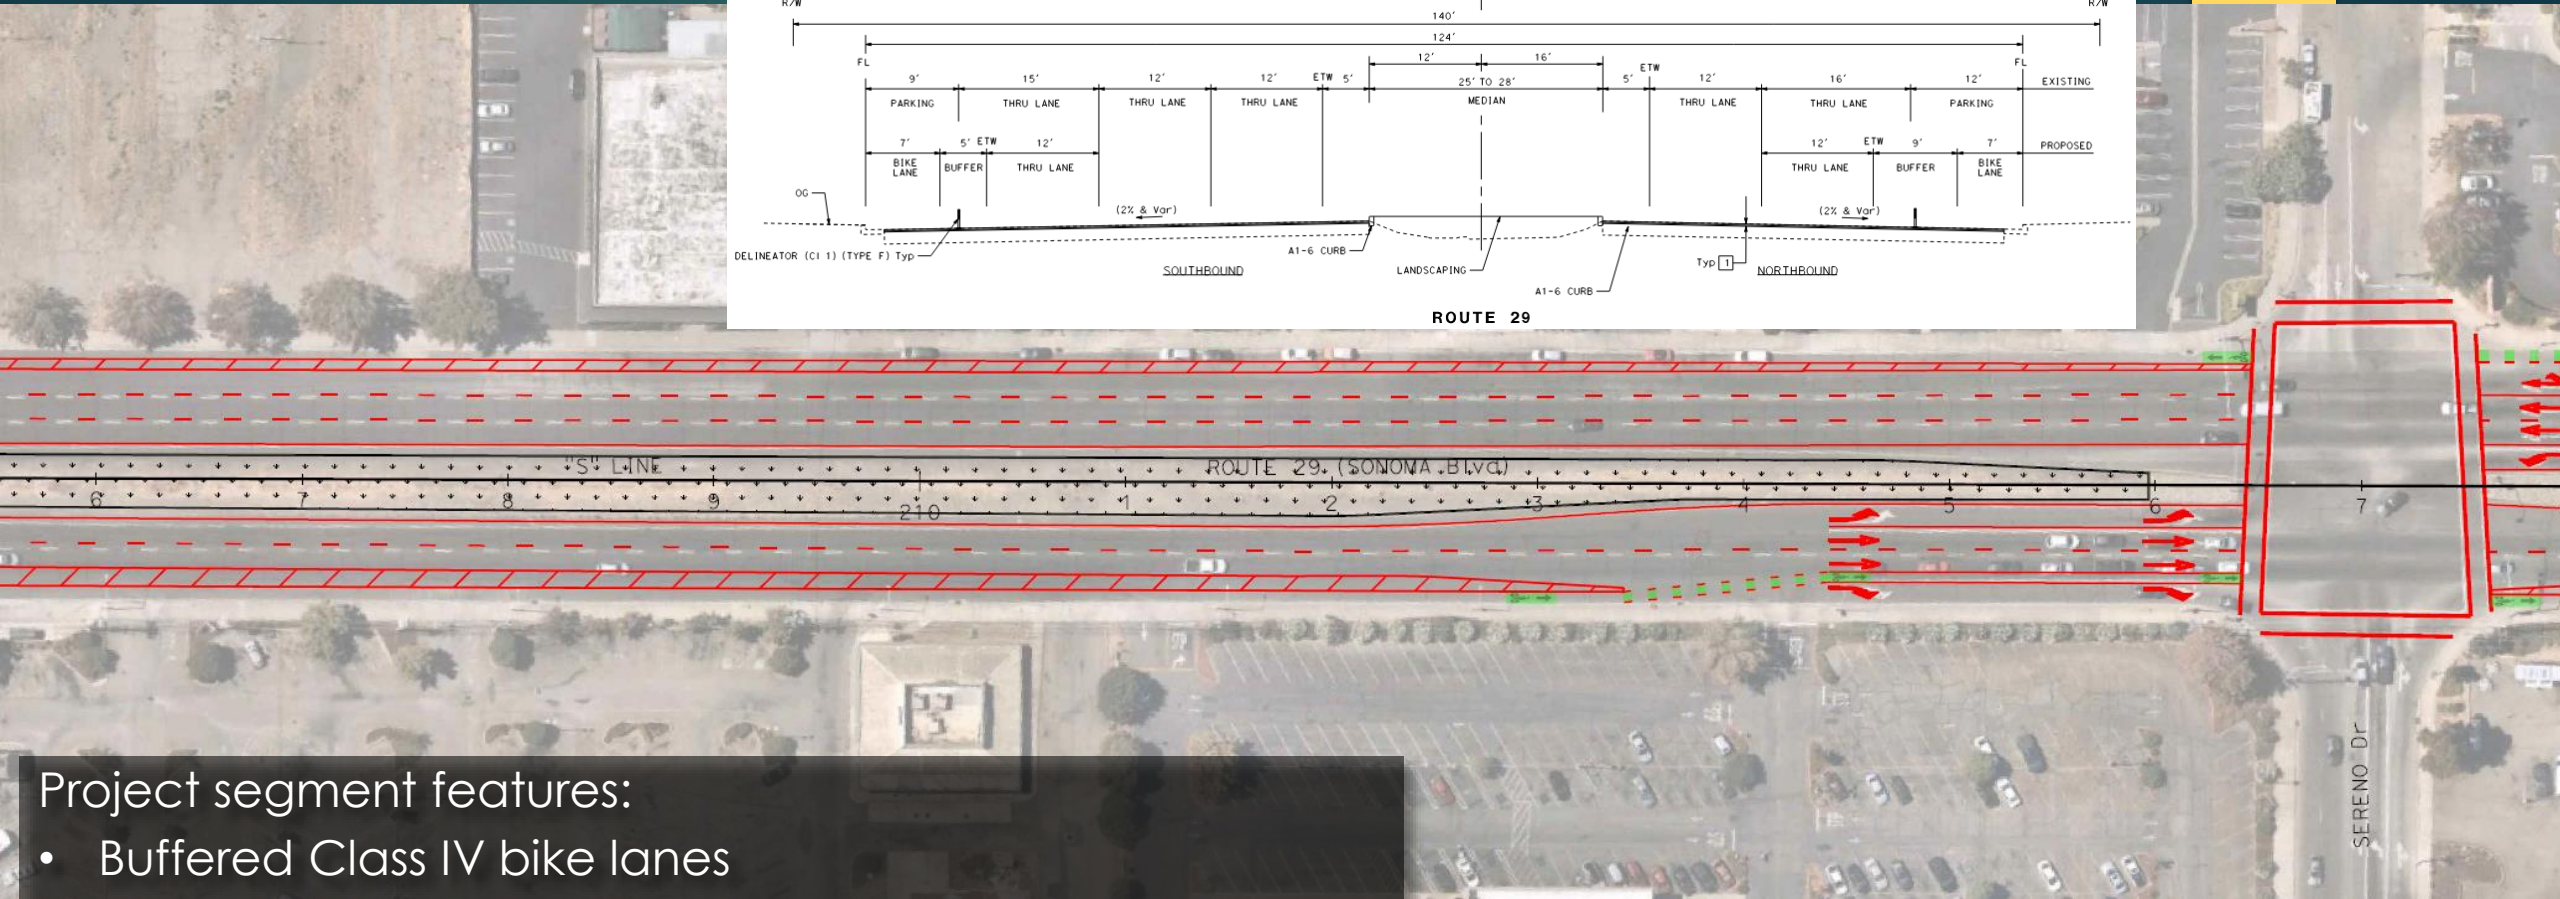 R/W R/W
140'
124'
12' 16'
FL FL
9' 15' 12' 12' ETW 5' 25' TO 28' 5' ETW 12' 16' 12' EXISTING
PARKING THRU LANE THRU LANE THRU LANE MEDIAN THRU LANE THRU LANE PARKING
7' 5' ETW 12' 12' ETW 9' 7' PROPOSED
BIKE LANE BUFFER THRU LANE THRU LANE BUFFER BIKE LANE
OG (2% & Var) (2% & Var)
DELINEATOR (Cl 1) (TYPE F) Typ A1-6 CURB LANDSCAPING Typ 1
SOUTHBOUND NORTHBOUND
A1-6 CURB
ROUTE 29
"S" LINE ROUTE 29 (SONOMA Blvd)
6 7 8 9 210 1 2 3 4 5 6 7
SERENO Dr
Project segment features:
• Buffered Class IV bike lanes